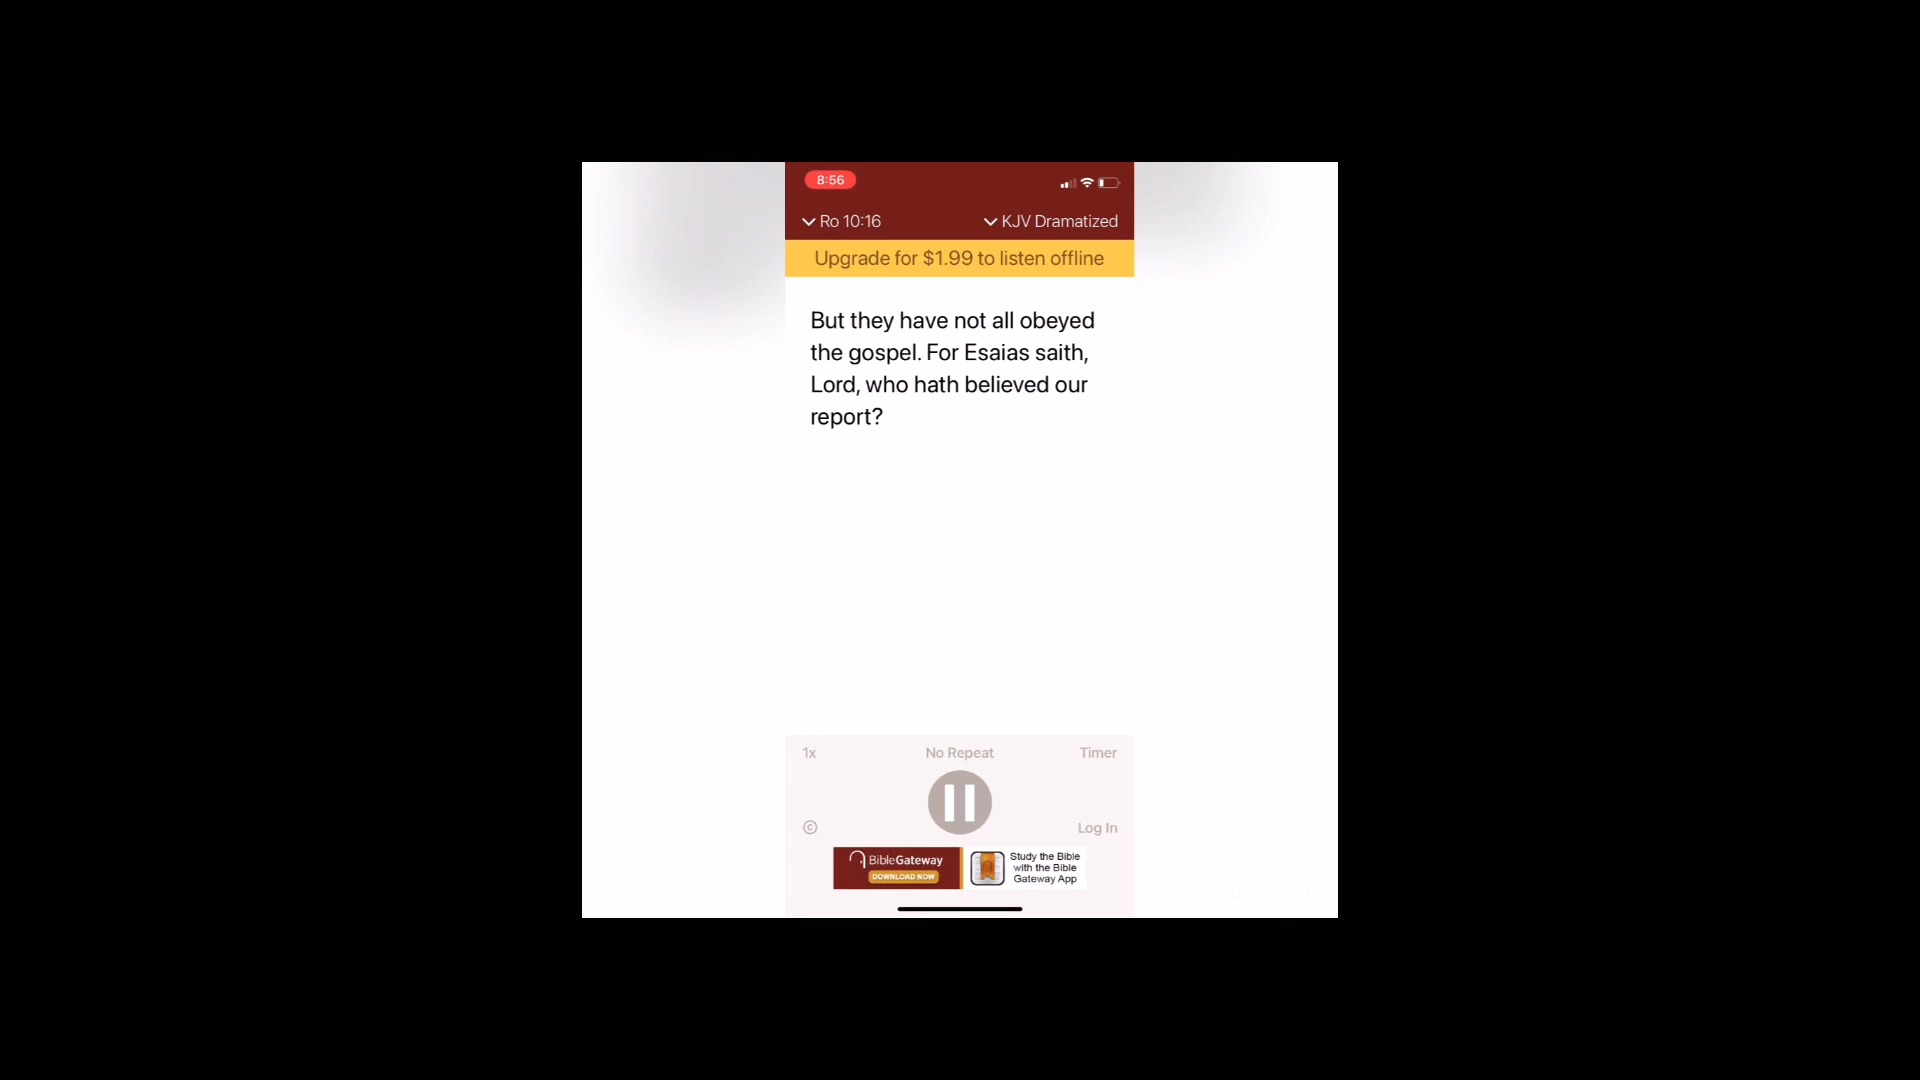 8:56
Ro 10:16 KJV Dramatized
Upgrade for $1.99 to listen offline
But they have not all obeyed
the gospel. For Esaias saith,
Lord, who hath believed our
report?
1x No Repeat Timer
© Log In
BibleGateway
DOWNLOAD NOW
Study the Bible
with the Bible
Gateway App